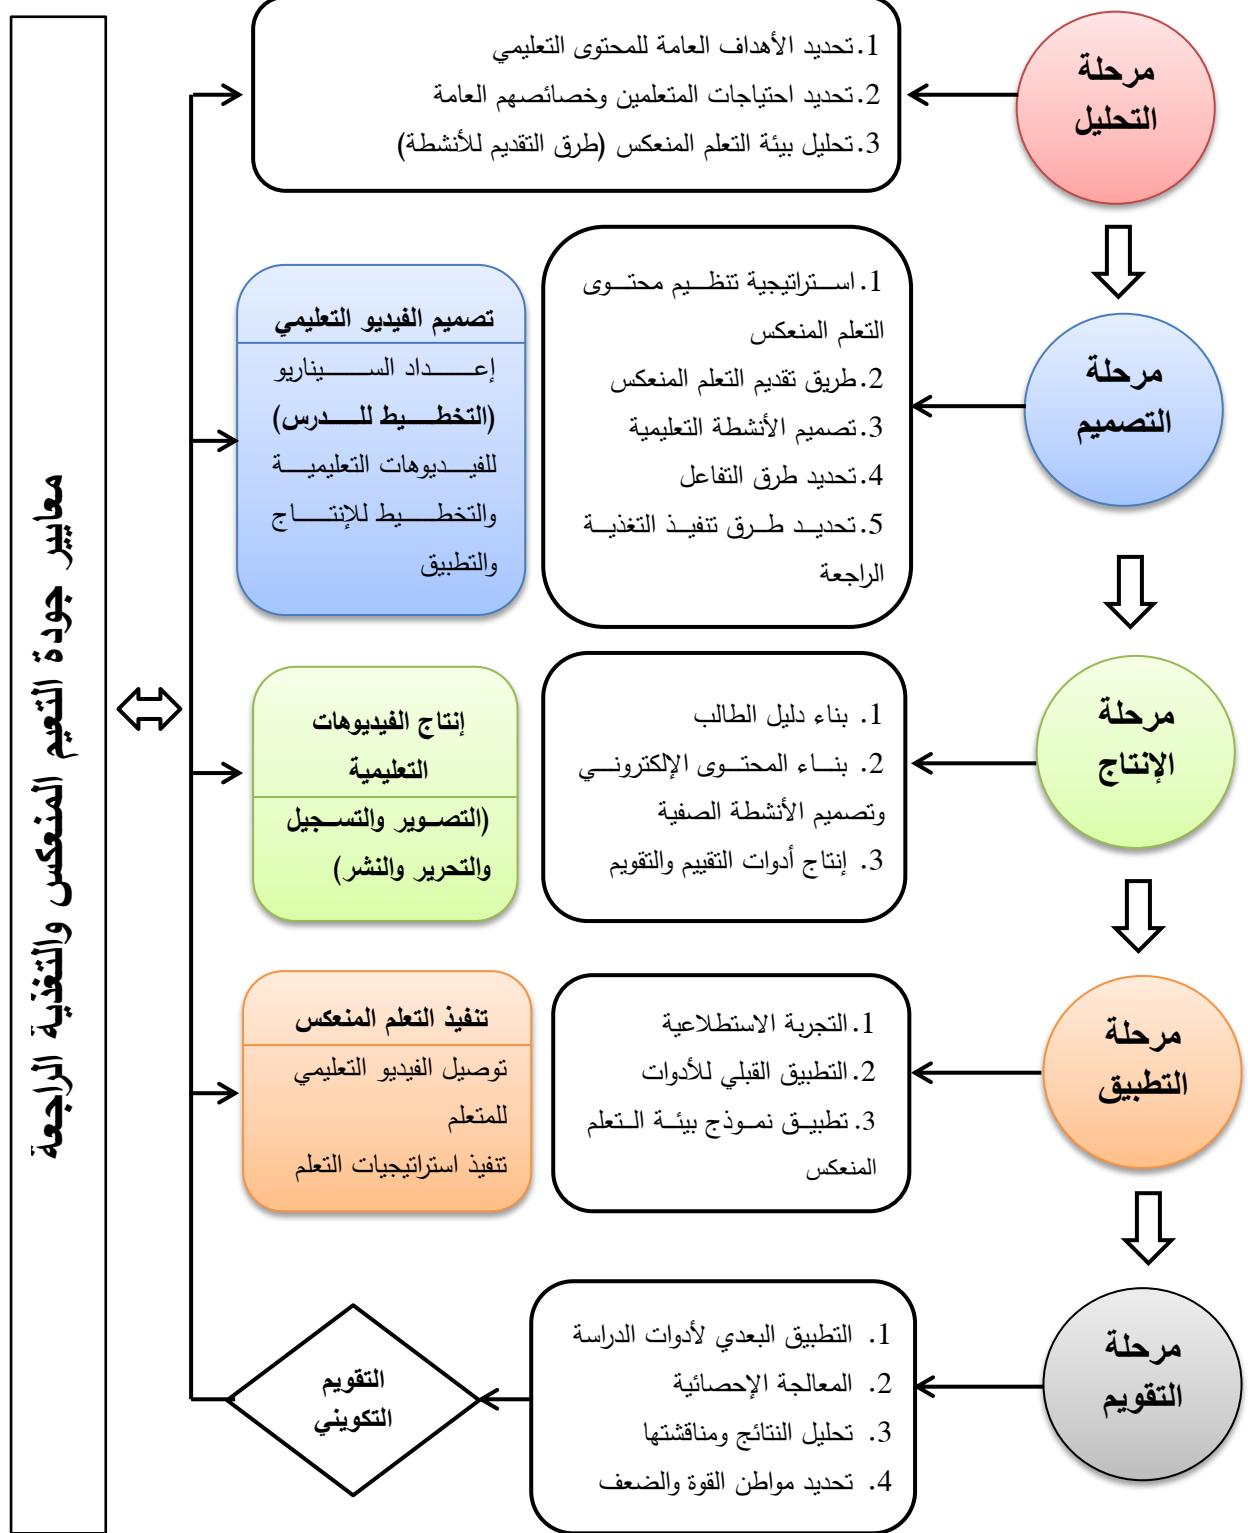 مرحلة
التحليل
1. تحديد الأهداف العامة للمحتوى التعليمي
2. تحديد احتياجات المتعلمين وخصائصهم العامة
3. تحليل بيئة التعلم المنعكس (طرق التقديم للأنشطة)
مرحلة
التصميم
1. استراتيجية تنظيم محتوى
التعلم المنعكس
2. طريق تقديم التعلم المنعكس
3. تصميم الأنشطة التعليمية
4. تحديد طرق التفاعل
5. تحديد طرق تنفيذ التغذية
الراجعة
تصميم الفيديو التعليمي
إعداد السيناريو
(التخطيط للدرس)
للفيديوهات التعليمية
والتخطيط للإنتاج
والتطبيق
مرحلة
الإنتاج
1. بناء دليل الطالب
2. بناء المحتوى الإلكتروني
وتصميم الأنشطة الصفية
3. إنتاج أدوات التقييم والتقويم
إنتاج الفيديوهات
التعليمية
(التصوير والتسجيل
والتحرير والنشر)
مرحلة
التطبيق
1. التجربة الاستطلاعية
2. التطبيق القبلي للأدوات
3. تطبيق نموذج بيئة التعلم
المنعكس
تنفيذ التعلم المنعكس
توصيل الفيديو التعليمي
للمتعلم
تنفيذ استراتيجيات التعلم
مرحلة
التقويم
1. التطبيق البعدي لأدوات الدراسة
2. المعالجة الإحصائية
3. تحليل النتائج ومناقشتها
4. تحديد مواطن القوة والضعف
التقويم
التكويني
معايير جودة التعيم المنعكس والتغذية الراجعة